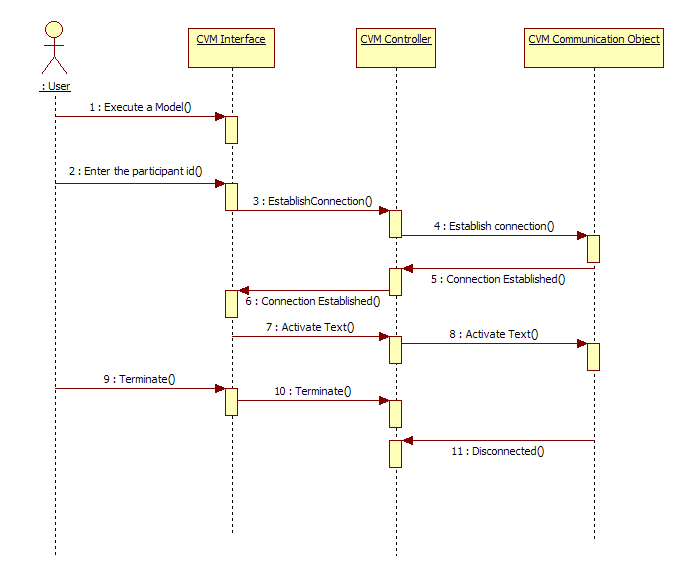 CVM Interface
CVM Controller
CVM Communication Object
: User
1 : Execute a Model()
2 : Enter the participant id()
3 : EstablishConnection()
4 : Establish connection()
5 : Connection Established()
6 : Connection Established()
7 : Activate Text()
8 : Activate Text()
9 : Terminate()
10 : Terminate()
11 : Disconnected()